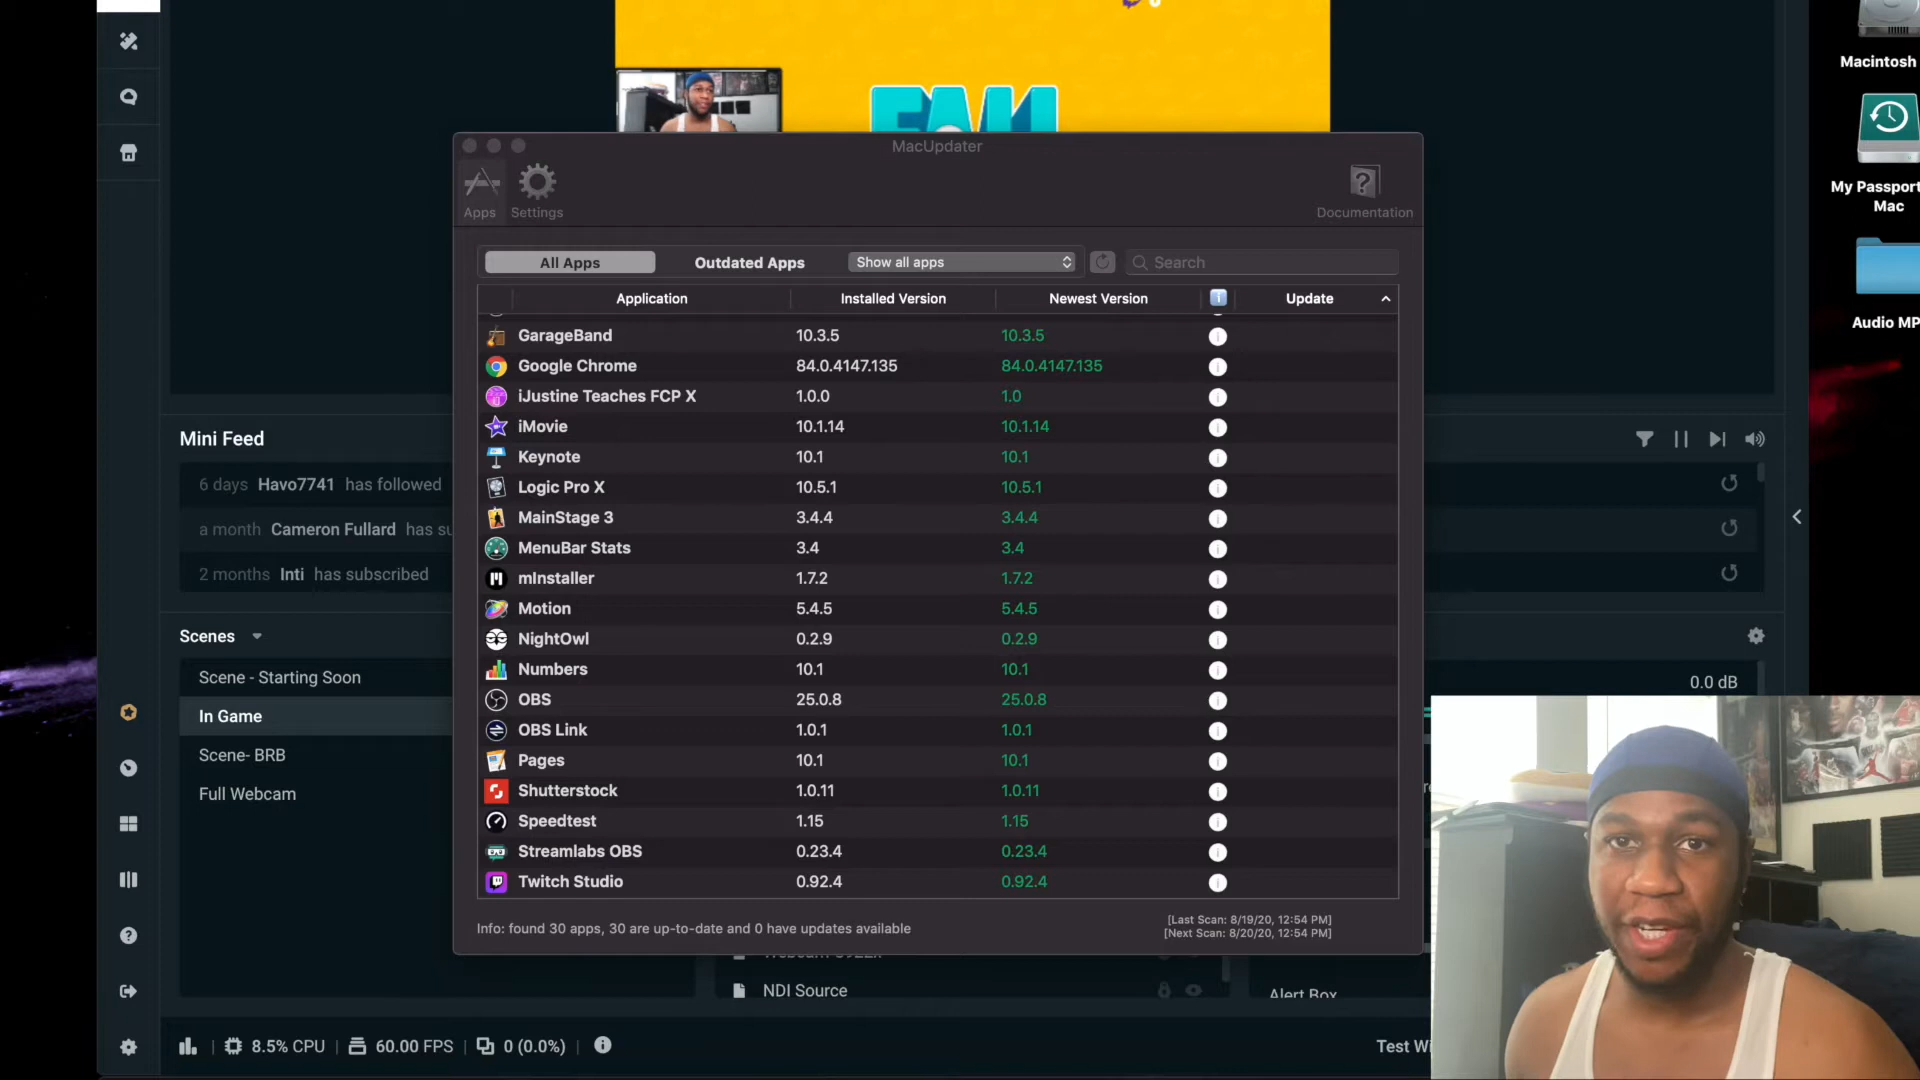 Macintosh
My Passport
Mac
Audio MP
MacUpdater
Apps
Settings
Documentation
All Apps
Outdated Apps
Show all apps
Search
Application
Installed Version
Newest Version
Update
GarageBand 10.3.5 10.3.5
Google Chrome 84.0.4147.135 84.0.4147.135
iJustine Teaches FCP X 1.0.0 1.0
iMovie 10.1.14 10.1.14
Keynote 10.1 10.1
Logic Pro X 10.5.1 10.5.1
MainStage 3 3.4.4 3.4.4
MenuBar Stats 3.4 3.4
mInstaller 1.7.2 1.7.2
Motion 5.4.5 5.4.5
NightOwl 0.2.9 0.2.9
Numbers 10.1 10.1
OBS 25.0.8 25.0.8
OBS Link 1.0.1 1.0.1
Pages 10.1 10.1
Shutterstock 1.0.11 1.0.11
Speedtest 1.15 1.15
Streamlabs OBS 0.23.4 0.23.4
Twitch Studio 0.92.4 0.92.4
Info: found 30 apps, 30 are up-to-date and 0 have updates available
[Last Scan: 8/19/20, 12:54 PM]
[Next Scan: 8/20/20, 12:54 PM]
Mini Feed
6 days Havo7741 has followed
a month Cameron Fullard has su
2 months Inti has subscribed
Scenes
Scene - Starting Soon
In Game
Scene- BRB
Full Webcam
0.0 dB
NDI Source
Alert Box
8.5% CPU
60.00 FPS
0 (0.0%)
Test Wi